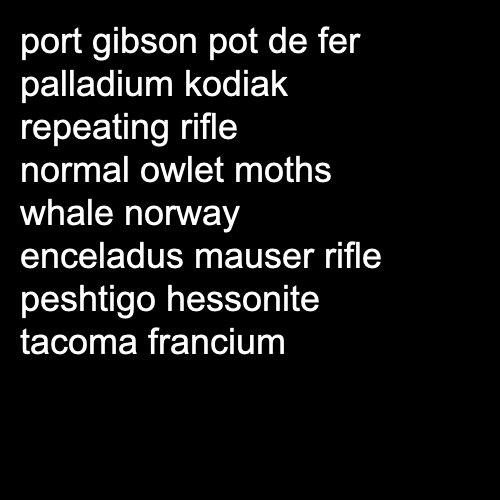 port gibson pot de fer
palladium kodiak
repeating rifle
normal owlet moths
whale norway
enceladus mauser rifle
peshtigo hessonite
tacoma francium